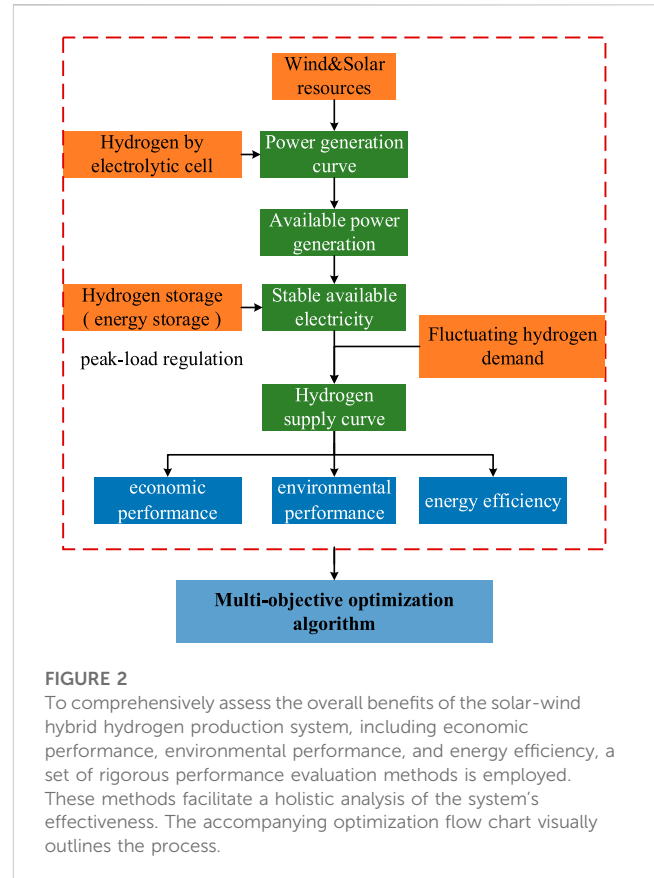 Wind&Solar
resources
Hydrogen by
electrolytic cell
Power generation
curve
Available power
generation
Hydrogen storage
( energy storage )
Stable available
electricity
peak-load regulation
Fluctuating hydrogen
demand
Hydrogen
supply curve
economic
performance
environmental
performance
energy efficiency
Multi-objective optimization
algorithm
FIGURE 2
To comprehensively assess the overall benefits of the solar-wind
hybrid hydrogen production system, including economic
performance, environmental performance, and energy efficiency, a
set of rigorous performance evaluation methods is employed.
These methods facilitate a holistic analysis of the system's
effectiveness. The accompanying optimization flow chart visually
outlines the process.